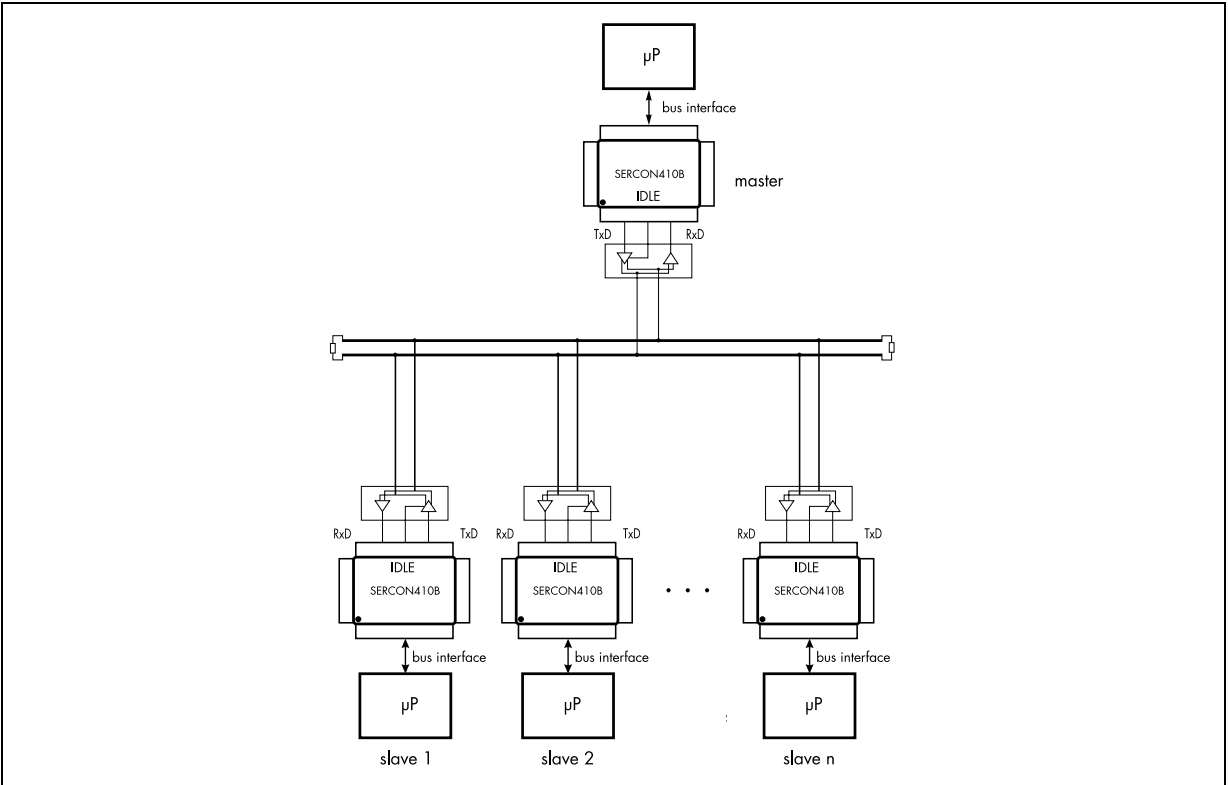 µP
bus interface
SERCON410B
IDLE
master
TxD RxD
RxD TxD RxD TxD RxD TxD
IDLE IDLE IDLE
SERCON410B SERCON410B . . . SERCON410B
bus interface bus interface bus interface
µP µP µP
slave 1 slave 2 slave n